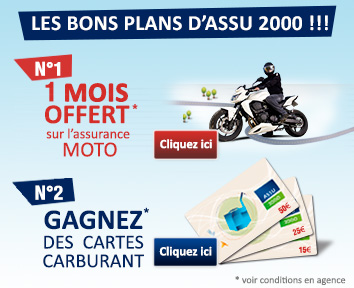 LES BONS PLANS D'ASSU 2000 !!!
N°1
1 MOIS
OFFERT*
sur l'assurance
MOTO
Cliquez ici
N°2
GAGNEZ*
DES CARTES
CARBURANT
Cliquez ici
ASSU
2000
50€
25€
15€
* voir conditions en agence